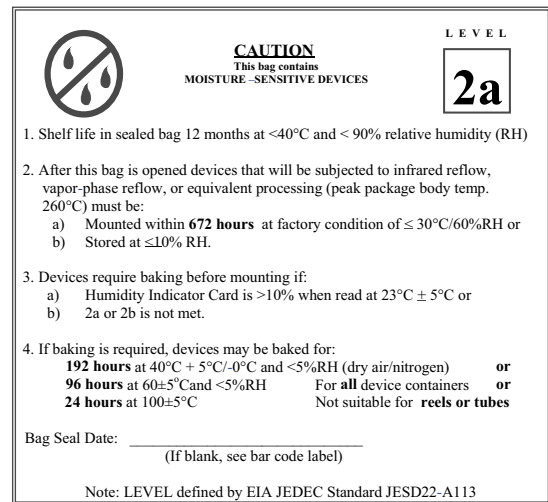 L E V E L
CAUTION
This bag contains
MOISTURE –SENSITIVE DEVICES
2a
1. Shelf life in sealed bag 12 months at <40°C and < 90% relative humidity (RH)
2. After this bag is opened devices that will be subjected to infrared reflow,
vapor-phase reflow, or equivalent processing (peak package body temp.
260°C) must be:
a) Mounted within 672 hours at factory condition of ≤ 30°C/60%RH or
b) Stored at ≤10% RH.
3. Devices require baking before mounting if:
a) Humidity Indicator Card is >10% when read at 23°C ± 5°C or
b) 2a or 2b is not met.
4. If baking is required, devices may be baked for:
192 hours at 40°C + 5°C/-0°C and <5%RH (dry air/nitrogen) or
96 hours at 60±5°Cand <5%RH For all device containers or
24 hours at 100±5°C Not suitable for reels or tubes
Bag Seal Date: ______________________________
(If blank, see bar code label)
Note: LEVEL defined by EIA JEDEC Standard JESD22-A113